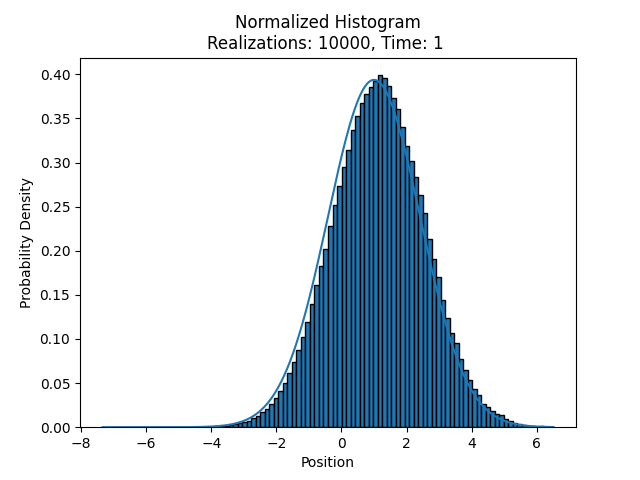 Normalized Histogram
Realizations: 10000, Time: 1
0.40
0.35
0.30
0.25
0.20
0.15
0.10
0.05
0.00
Probability Density
−8 −6 −4 −2 0 2 4 6
Position